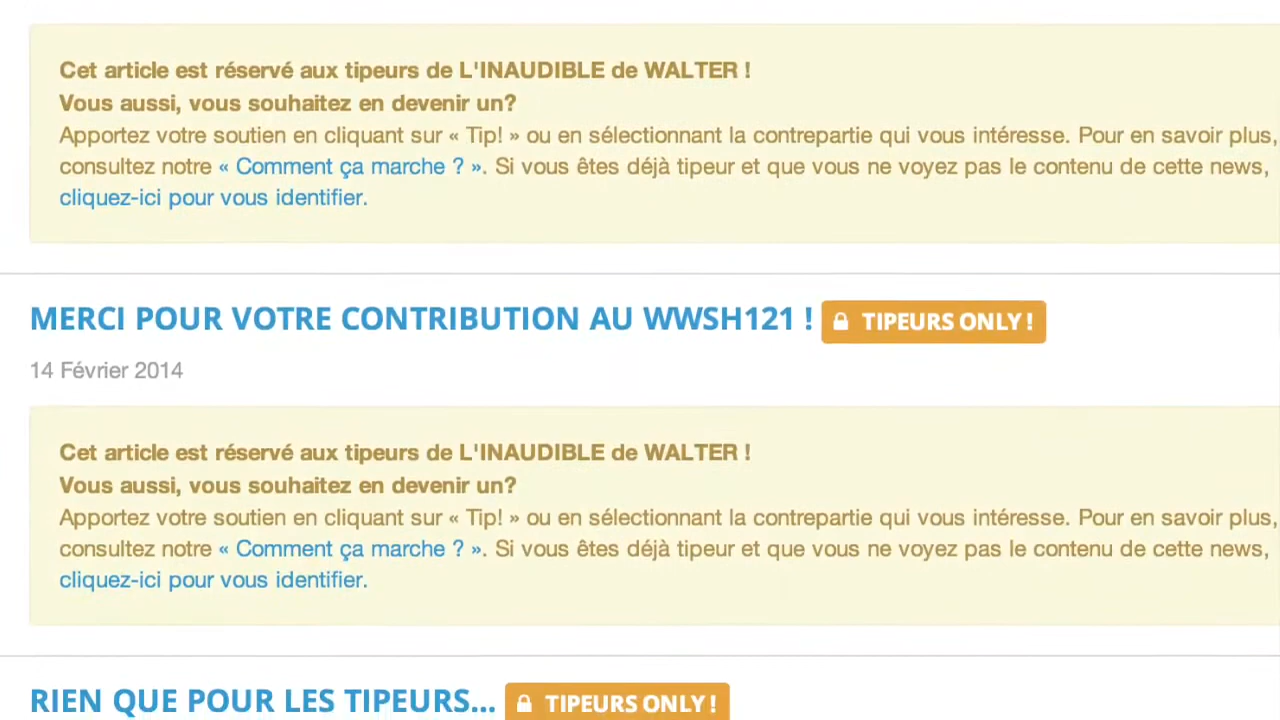 Cet article est réservé aux tipeurs de L'INAUDIBLE de WALTER !
Vous aussi, vous souhaitez en devenir un?
Apportez votre soutien en cliquant sur « Tip! » ou en sélectionnant la contrepartie qui vous intéresse. Pour en savoir plus,
consultez notre « Comment ça marche ? ». Si vous êtes déjà tipeur et que vous ne voyez pas le contenu de cette news,
cliquez-ici pour vous identifier.
MERCI POUR VOTRE CONTRIBUTION AU WWSH121 ! TIPEURS ONLY !
14 Février 2014
Cet article est réservé aux tipeurs de L'INAUDIBLE de WALTER !
Vous aussi, vous souhaitez en devenir un?
Apportez votre soutien en cliquant sur « Tip! » ou en sélectionnant la contrepartie qui vous intéresse. Pour en savoir plus,
consultez notre « Comment ça marche ? ». Si vous êtes déjà tipeur et que vous ne voyez pas le contenu de cette news,
cliquez-ici pour vous identifier.
RIEN QUE POUR LES TIPEURS... TIPEURS ONLY !